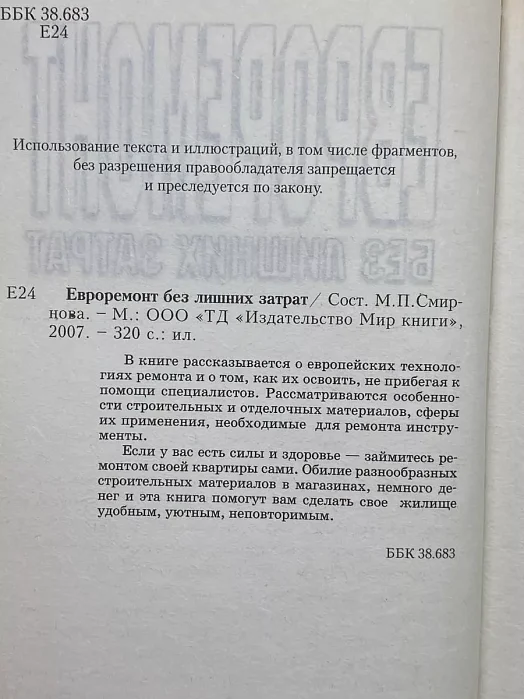 ББК 38.683
Е24
Использование текста и иллюстраций, в том числе фрагментов,
без разрешения правообладателя запрещается
и преследуется по закону.
Е24 Евроремонт без лишних затрат / Сост. М.П.Смир-
нова. – М.: ООО «ТД «Издательство Мир книги»,
2007. – 320 с.: ил.
В книге рассказывается о европейских техноло-
гиях ремонта и о том, как их освоить, не прибегая к
помощи специалистов. Рассматриваются особенно-
сти строительных и отделочных материалов, сферы
их применения, необходимые для ремонта инстру-
менты.
Если у вас есть силы и здоровье — займитесь ре-
монтом своей квартиры сами. Обилие разнообразных
строительных материалов в магазинах, немного де-
нег и эта книга помогут вам сделать свое жилище
удобным, уютным, неповторимым.
ББК 38.683
ЕВРОРЕМОНТ
БЕЗ ЛИШНИХ ЗАТРАТ